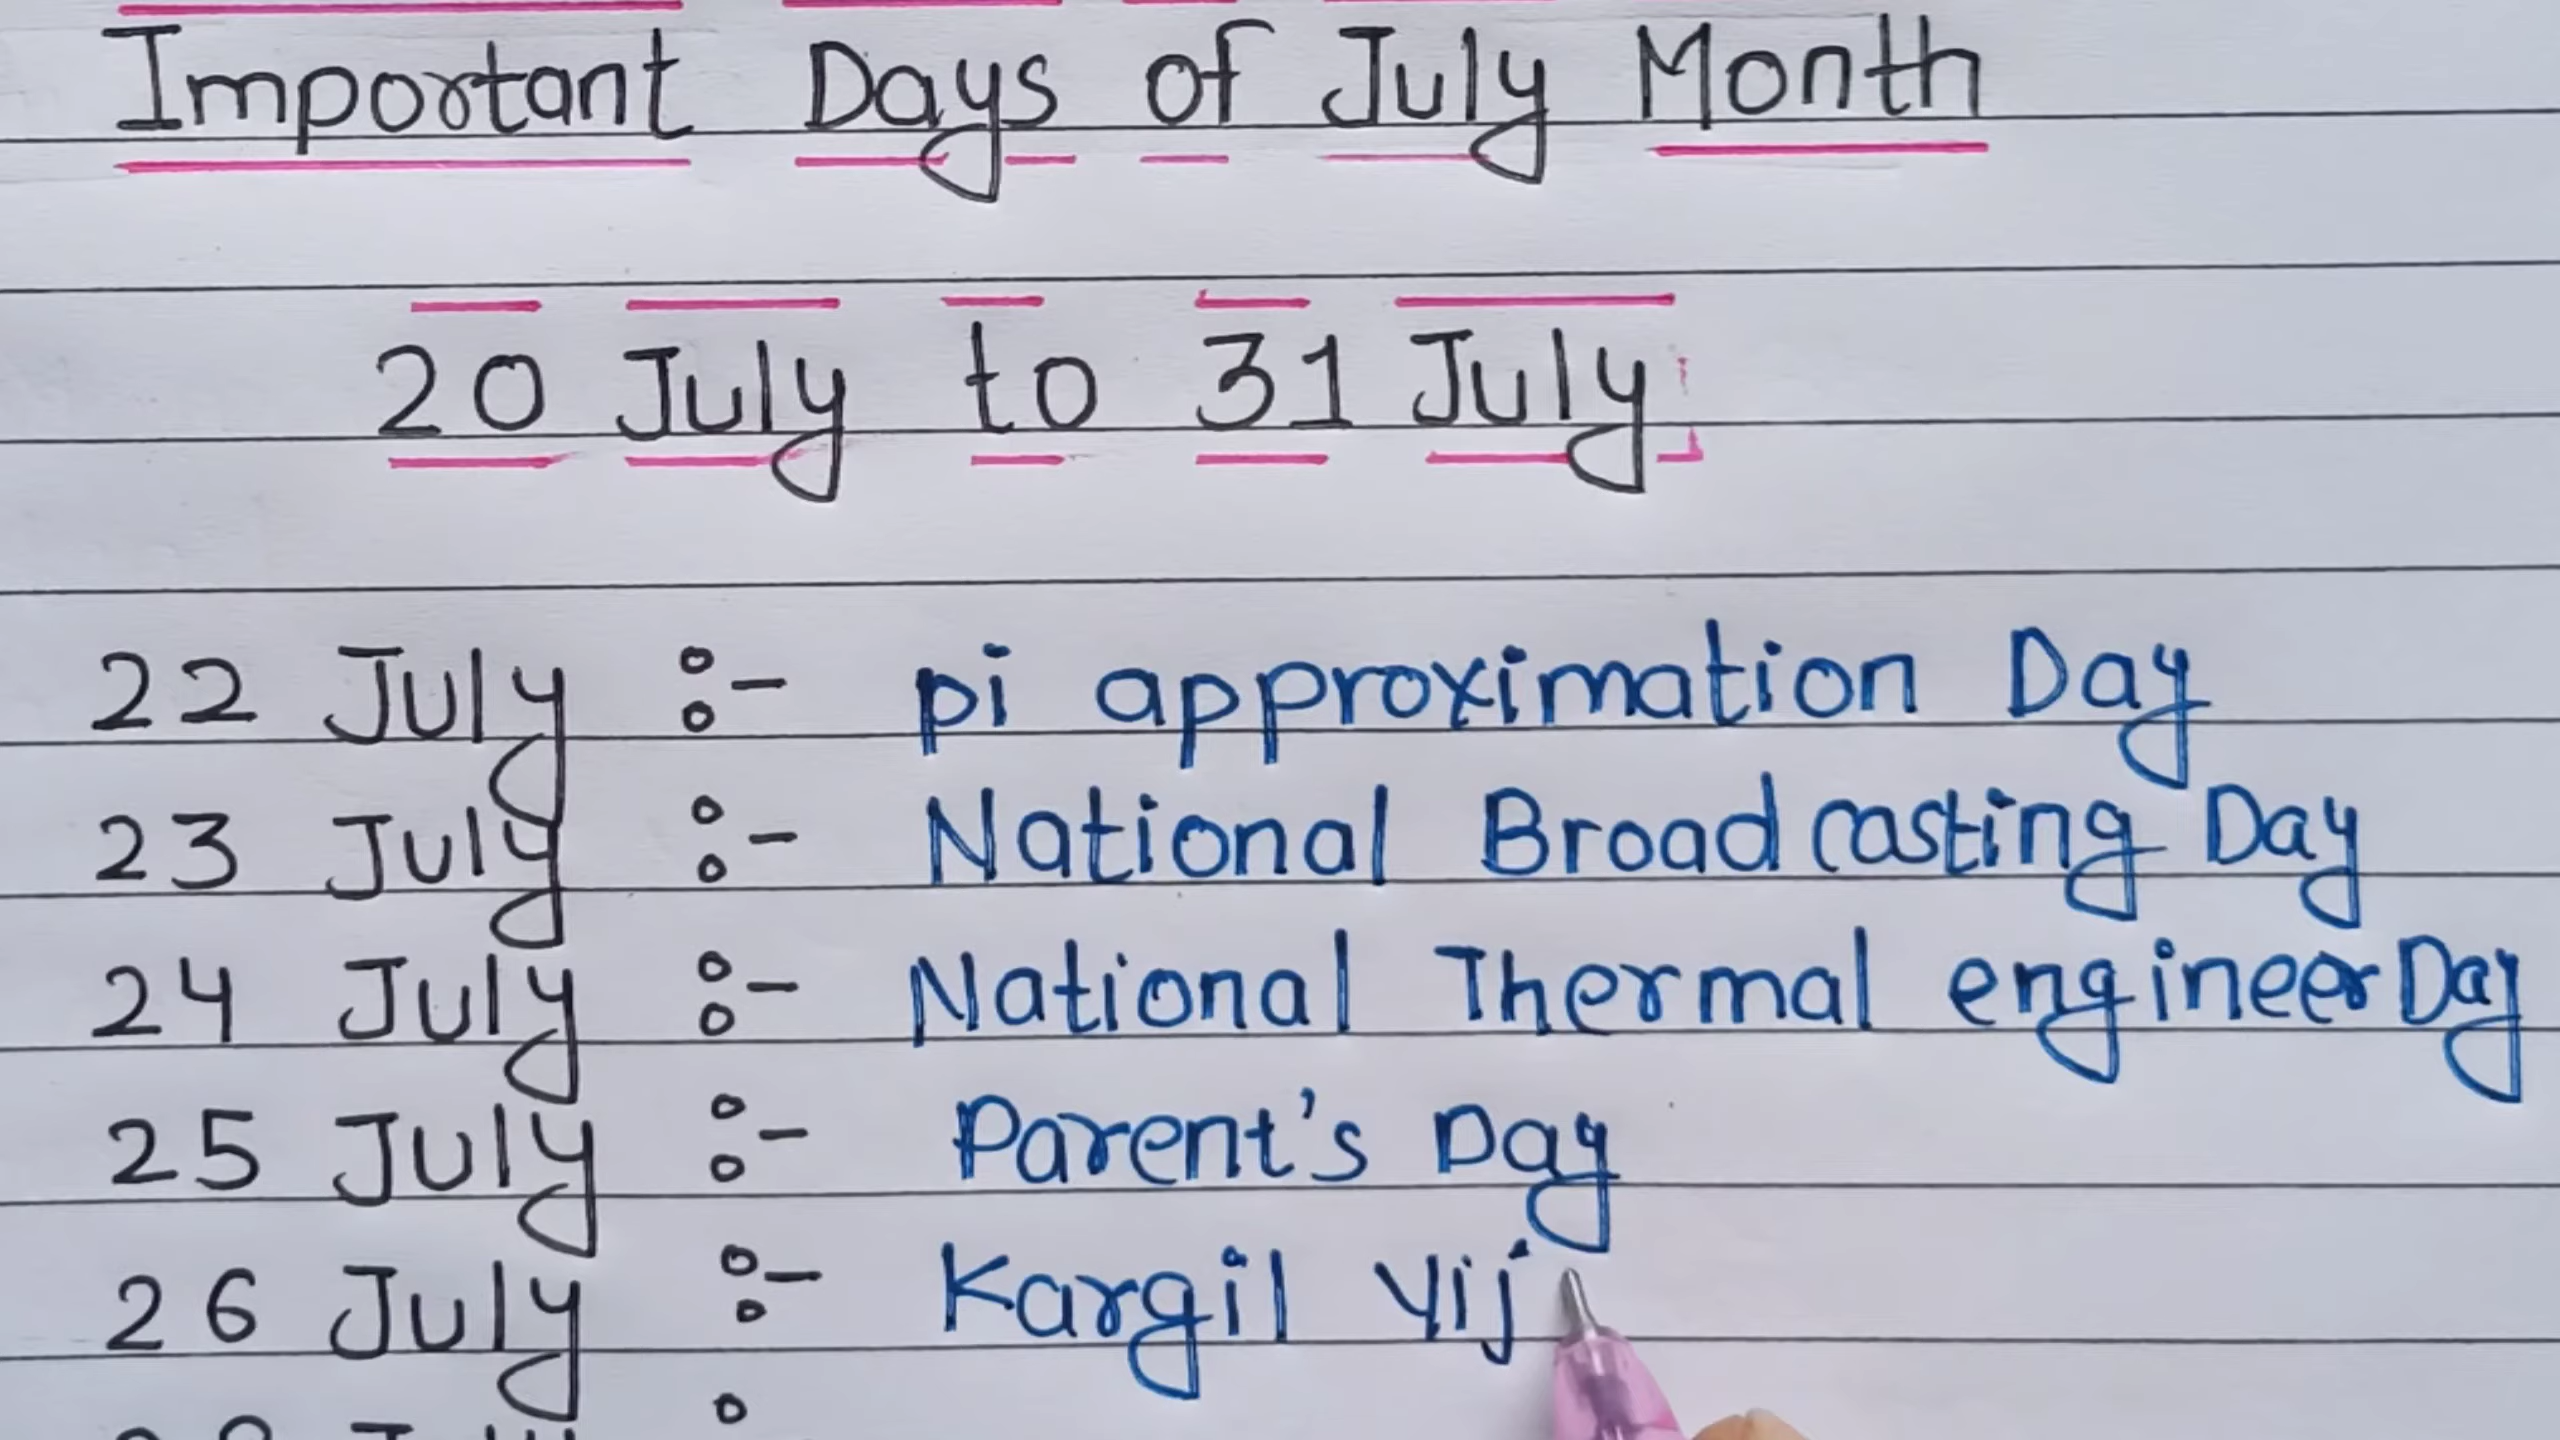 Important Days of July Month
20 July to 31 July
22 July :- pi approximation Day
23 July :- National Broadcasting Day
24 July :- National Thermal engineer Day
25 July :- Parent's Day
26 July :- Kargil Vij